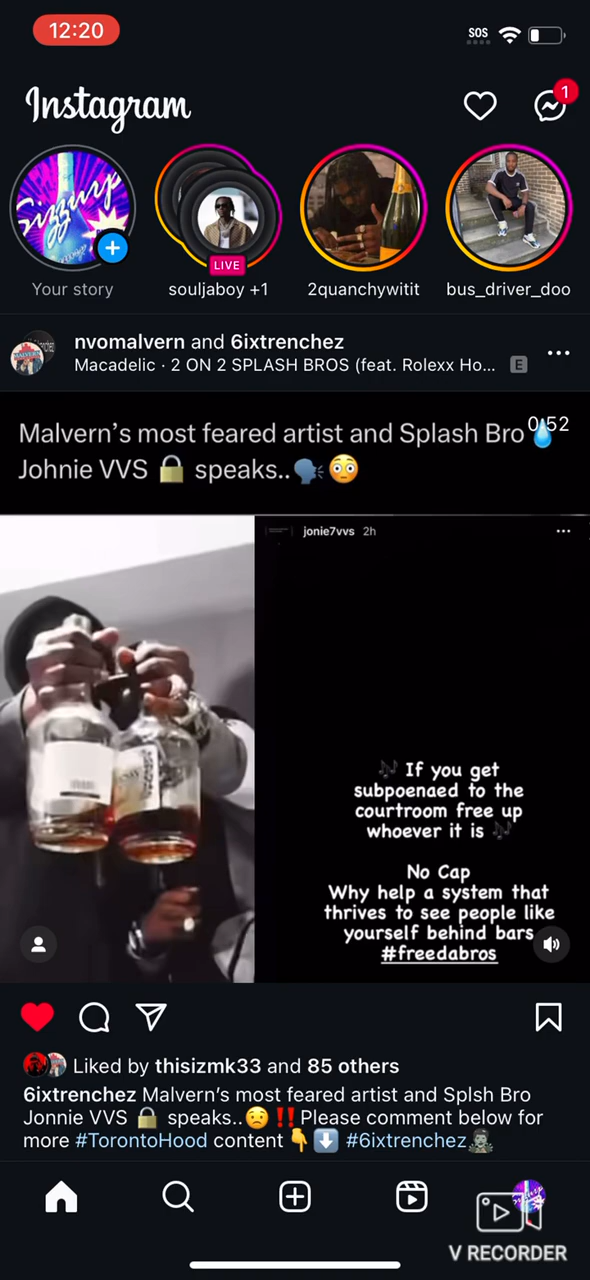 12:20
SOS
Instagram
1
Sizzurp
LIVE
Your story
souljaboy +1
2quanchywitit
bus_driver_doo
nvomalvern and 6ixtrenchez
Macadelic · 2 ON 2 SPLASH BROS (feat. Rolexx Ho... E
0:52
Malvern’s most feared artist and Splash Bro💧
Johnie VVS 🔒 speaks..🗣️😳
jonie7vvs 2h
🎶 If you get
subpoenaed to the
courtroom free up
whoever it is 🎶
No Cap
Why help a system that
thrives to see people like
yourself behind bars
#freedabros
Liked by thisizmk33 and 85 others
6ixtrenchez Malvern’s most feared artist and Splsh Bro
Jonnie VVS 🔒 speaks..😟‼️Please comment below for
more #TorontoHood content 👇⬇️ #6ixtrenchez🧟‍♂️
V RECORDER